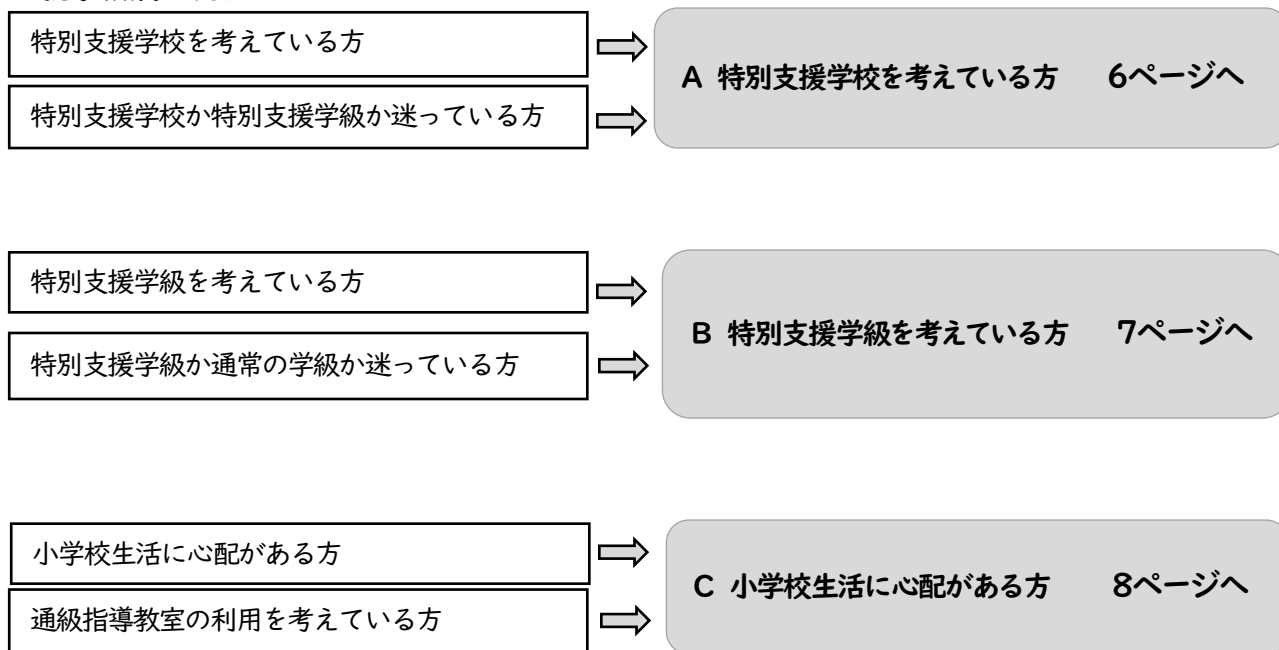 特別支援学校を考えている方
特別支援学校か特別支援学級か迷っている方
A 特別支援学校を考えている方 6ページへ
特別支援学級を考えている方
特別支援学級か通常の学級か迷っている方
B 特別支援学級を考えている方 7ページへ
小学校生活に心配がある方
通級指導教室の利用を考えている方
C 小学校生活に心配がある方 8ページへ